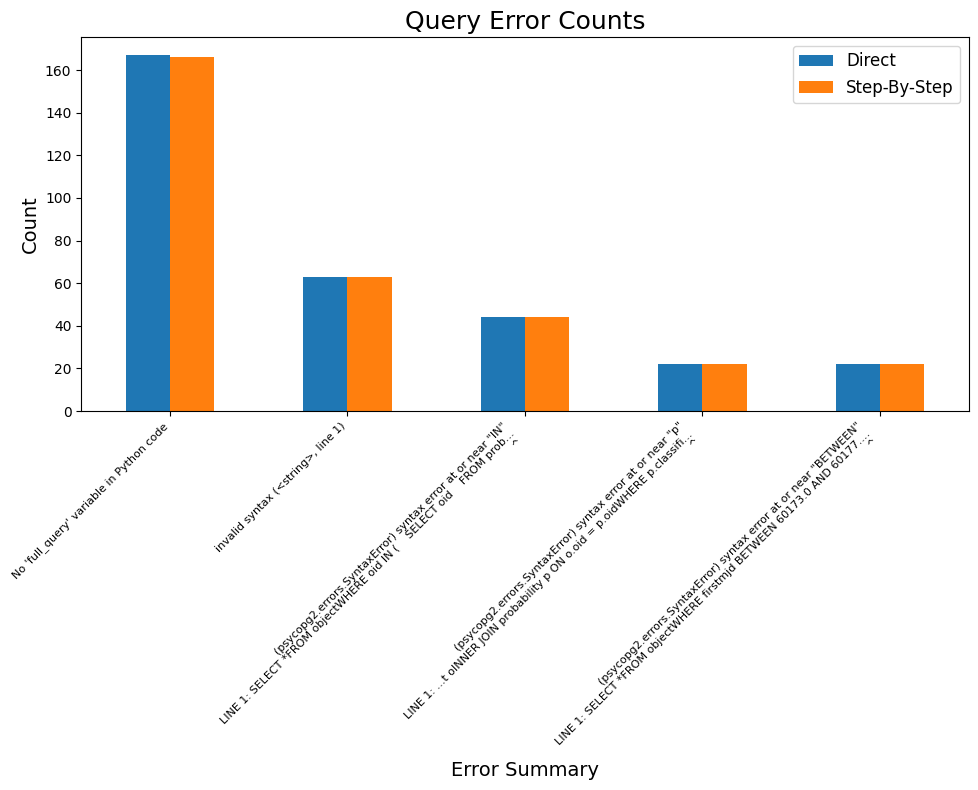 Query Error Counts
Direct
Step-By-Step
Count
160
140
120
100
80
60
40
20
0
No 'full_query' variable in Python code
invalid syntax (<string>, line 1)
(psycopg2.errors.SyntaxError) syntax error at or near "IN"
LINE 1: SELECT *FROM objectWHERE oid IN (    SELECT oid    FROM prob...
^
(psycopg2.errors.SyntaxError) syntax error at or near "p"
LINE 1: ...t oINNER JOIN probability p ON o.oid = p.oidWHERE p.classifi...
^
(psycopg2.errors.SyntaxError) syntax error at or near "BETWEEN"
LINE 1: SELECT *FROM objectWHERE firstmjd BETWEEN 60173.0 AND 60177....
^
Error Summary